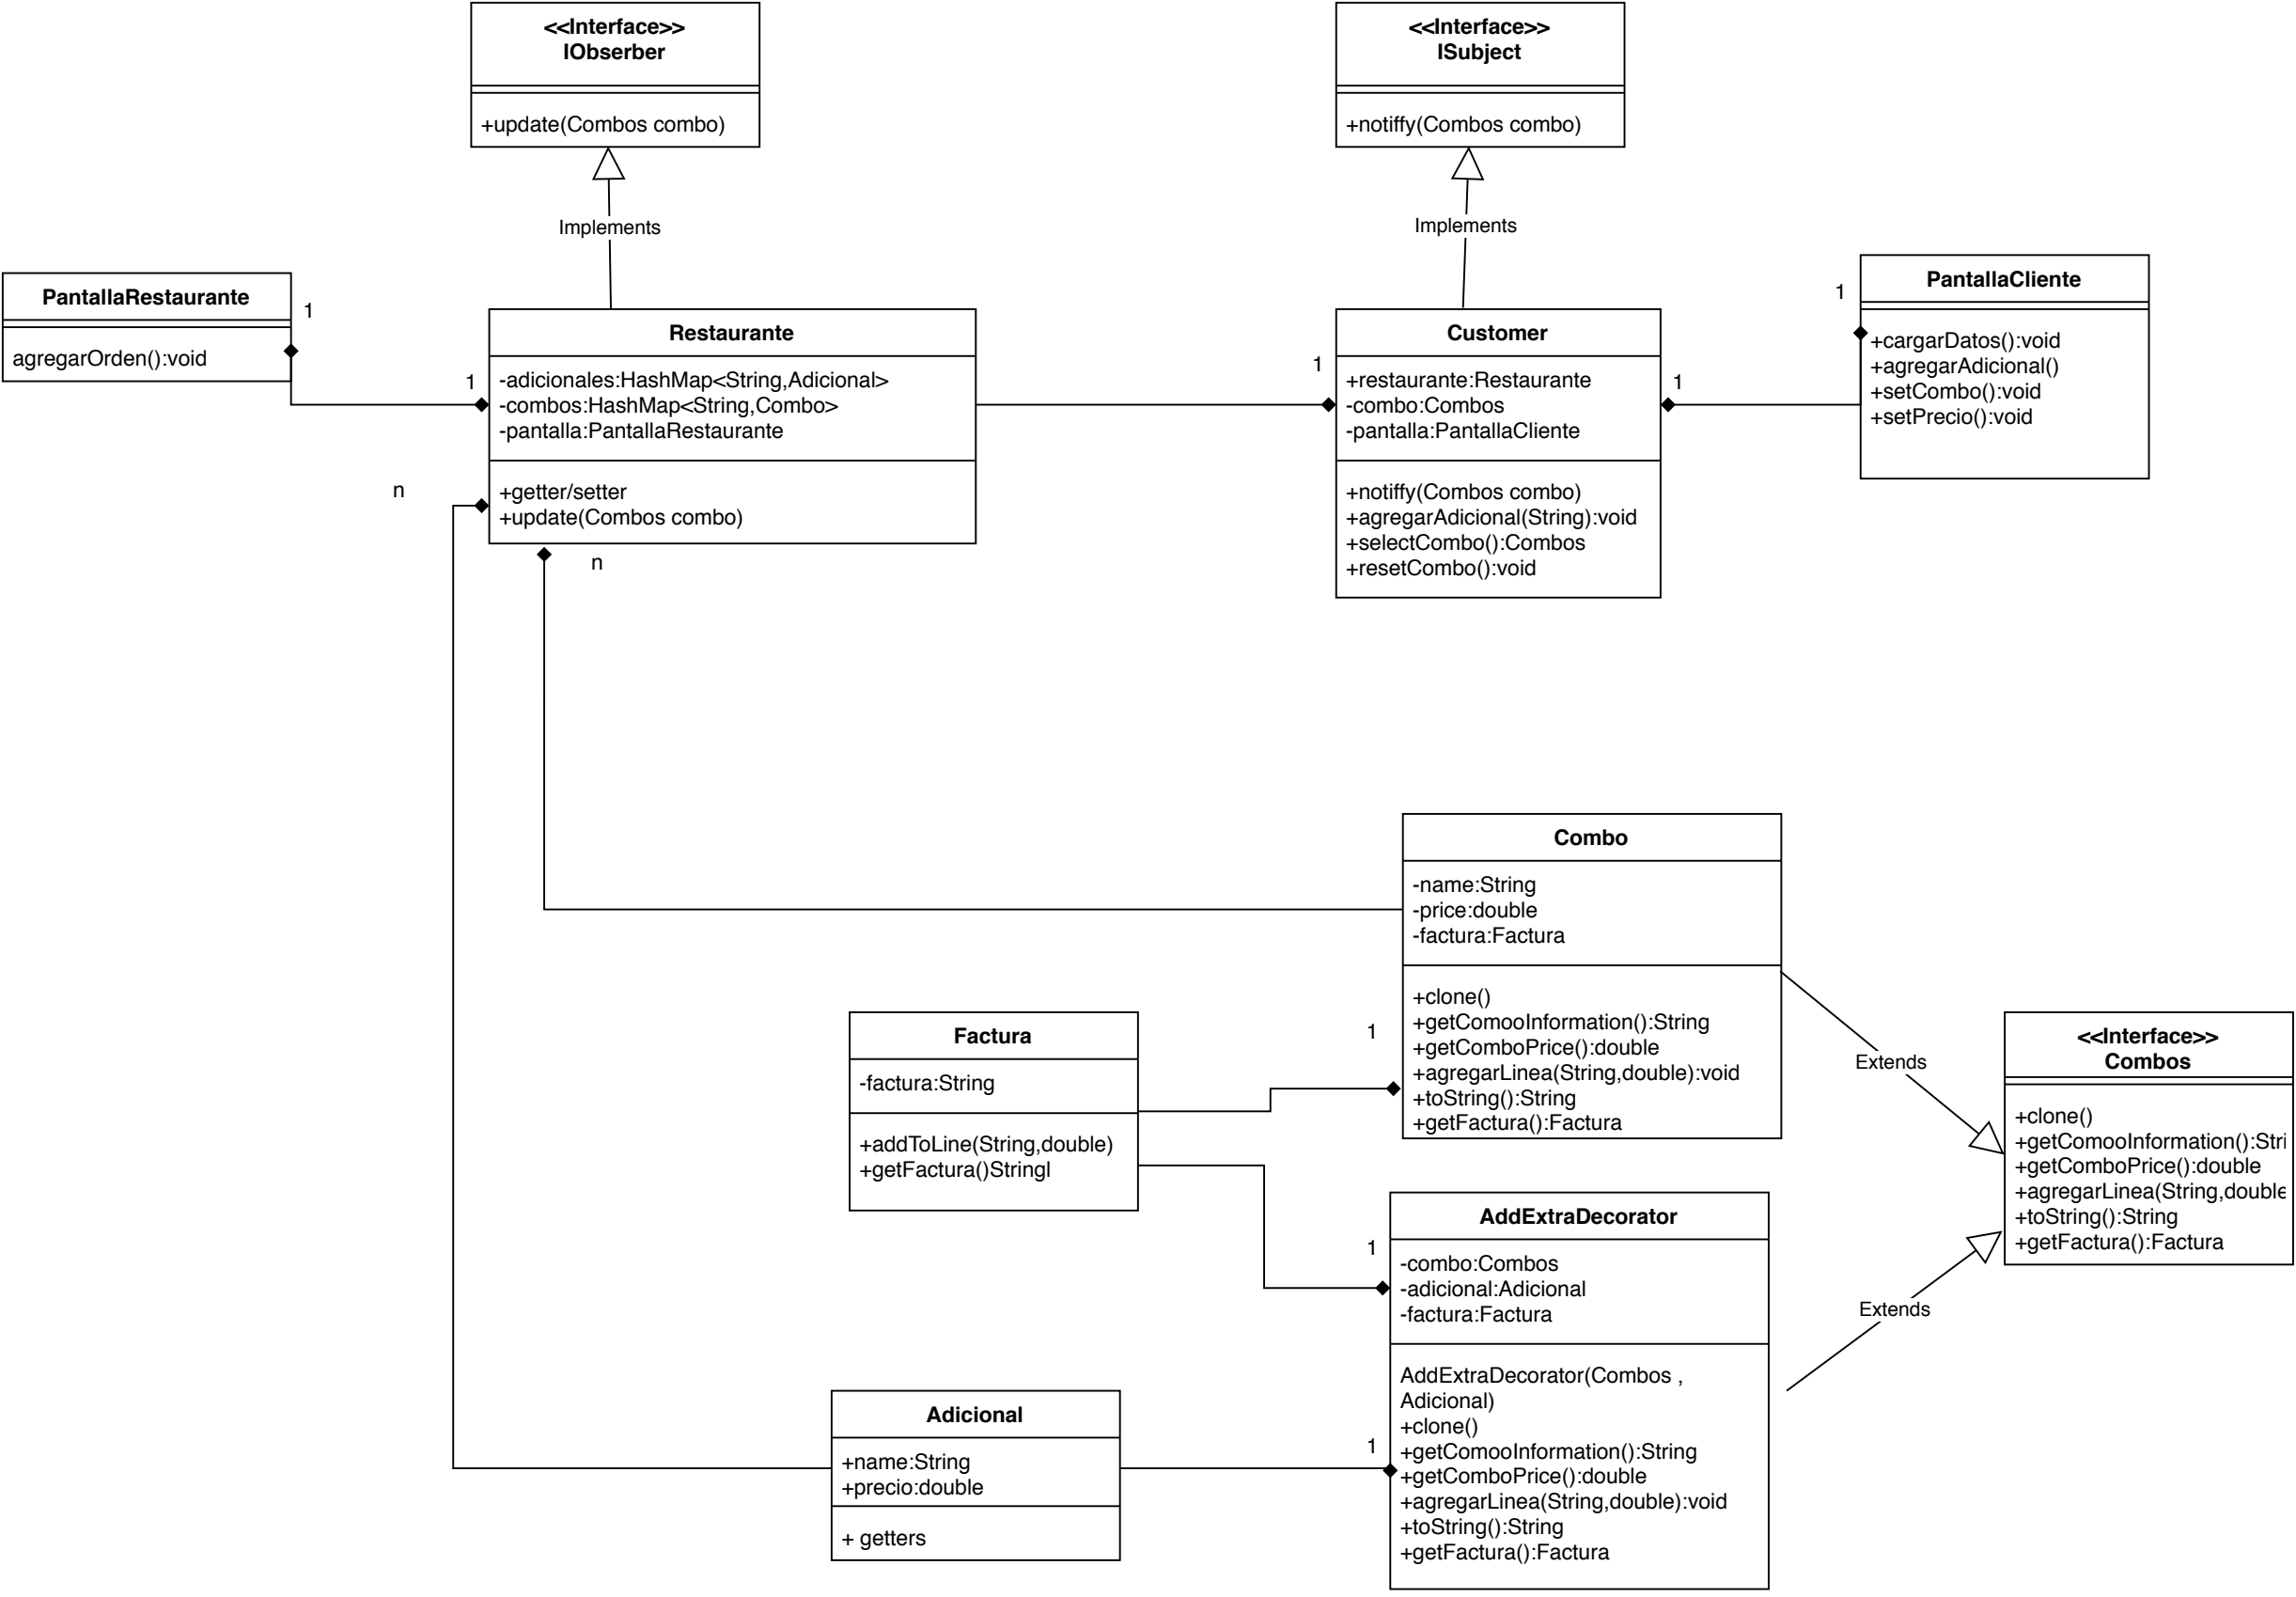 <<Interface>>
IObserber
+update(Combos combo)
<<Interface>>
ISubject
+notiffy(Combos combo)
Implements
Implements
PantallaRestaurante
agregarOrden():void
1
1
Restaurante
-adicionales:HashMap<String,Adicional>
-combos:HashMap<String,Combo>
-pantalla:PantallaRestaurante
+getter/setter
+update(Combos combo)
n
n
1
Customer
+restaurante:Restaurante
-combo:Combos
-pantalla:PantallaCliente
+notiffy(Combos combo)
+agregarAdicional(String):void
+selectCombo():Combos
+resetCombo():void
1
1
PantallaCliente
+cargarDatos():void
+agregarAdicional()
+setCombo():void
+setPrecio():void
Combo
-name:String
-price:double
-factura:Factura
+clone()
+getComooInformation():String
+getComboPrice():double
+agregarLinea(String,double):void
+toString():String
+getFactura():Factura
1
Factura
-factura:String
+addToLine(String,double)
+getFactura()Stringl
Extends
<<Interface>>
Combos
+clone()
+getComooInformation():Stri
+getComboPrice():double
+agregarLinea(String,double
+toString():String
+getFactura():Factura
Extends
1
AddExtraDecorator
-combo:Combos
-adicional:Adicional
-factura:Factura
AddExtraDecorator(Combos ,
Adicional)
+clone()
+getComooInformation():String
+getComboPrice():double
+agregarLinea(String,double):void
+toString():String
+getFactura():Factura
1
Adicional
+name:String
+precio:double
+ getters